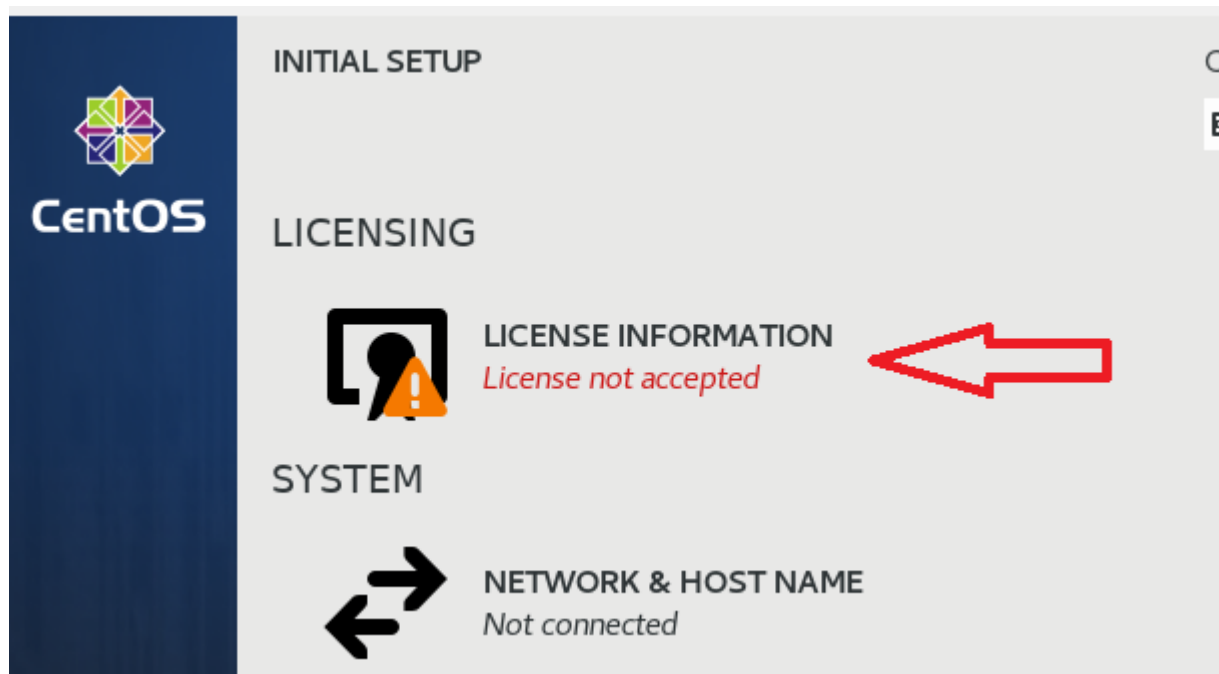 INITIAL SETUP
CentOS
LICENSING
LICENSE INFORMATION
License not accepted
SYSTEM
NETWORK & HOST NAME
Not connected